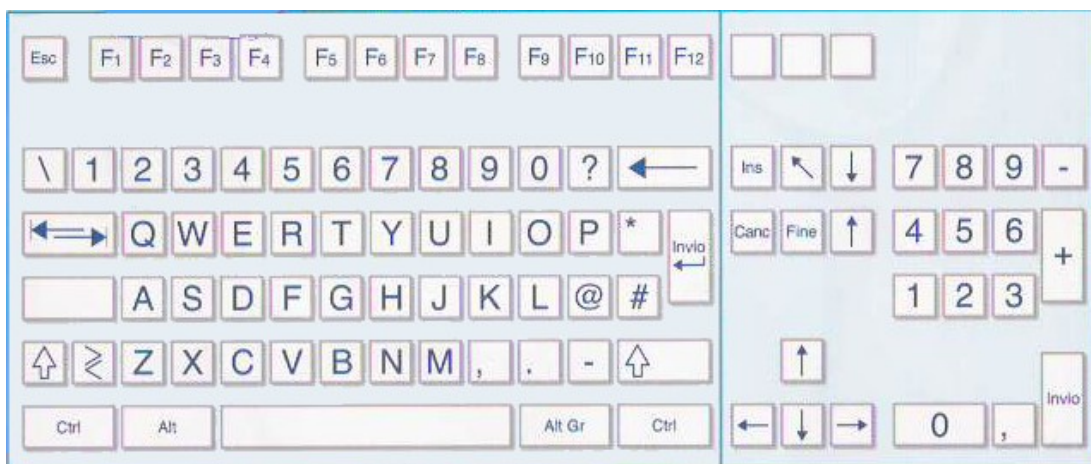 Esc F1 F2 F3 F4 F5 F6 F7 F8 F9 F10 F11 F12
\ 1 2 3 4 5 6 7 8 9 0 ? Ins 7 8 9 -
Q W E R T Y U I O P * Invio Canc Fine 4 5 6 +
A S D F G H J K L @ # 1 2 3
Z X C V B N M , . -
Ctrl Alt Alt Gr Ctrl 0 , Invio